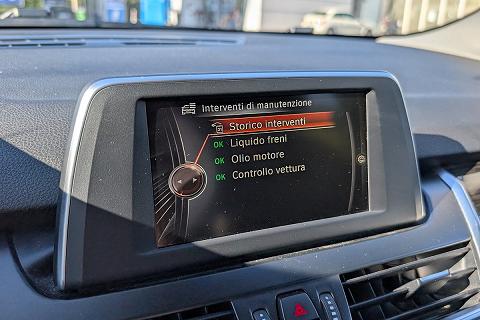 Interventi di manutenzione
Storico interventi
OK Liquido freni
OK Olio motore
OK Controllo vettura